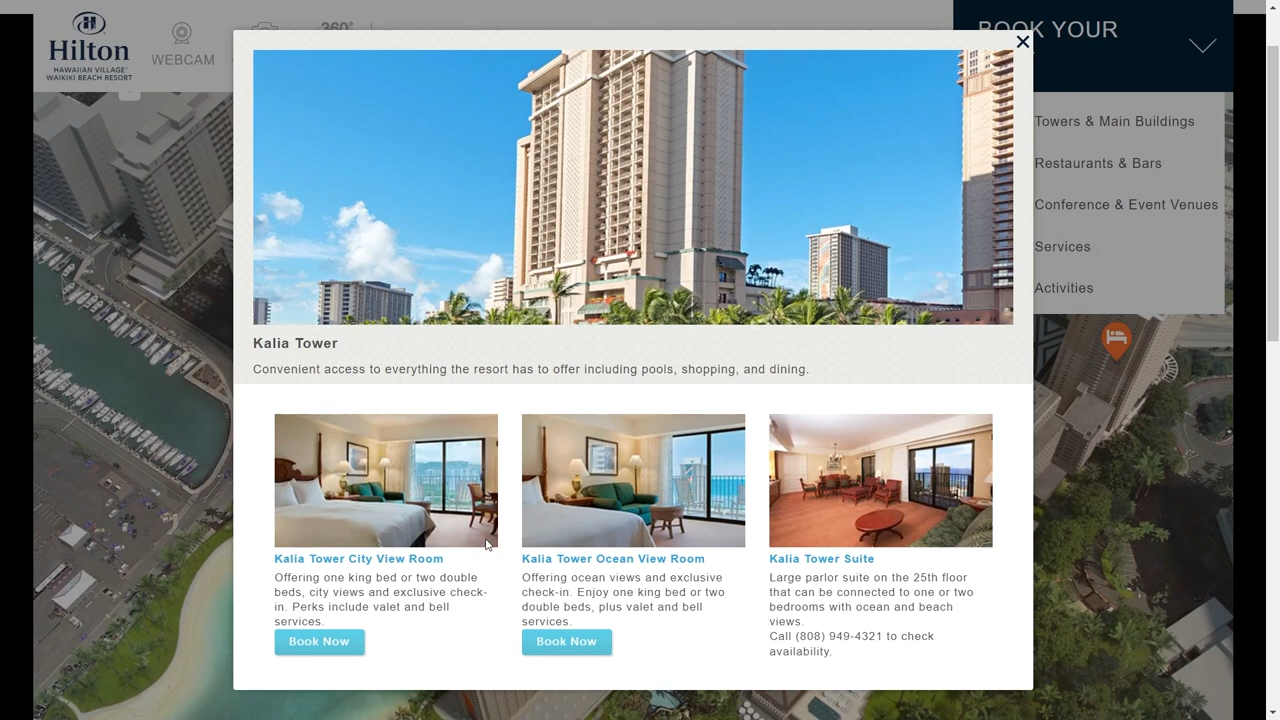 Hilton
HAWAIIAN VILLAGE
WAIKIKI BEACH RESORT
WEBCAM
360°
BOOK YOUR
Towers & Main Buildings
Restaurants & Bars
Conference & Event Venues
Services
Activities
Kalia Tower
Convenient access to everything the resort has to offer including pools, shopping, and dining.
Kalia Tower City View Room
Offering one king bed or two double
beds, city views and exclusive check-
in. Perks include valet and bell
services.
Book Now
Kalia Tower Ocean View Room
Offering ocean views and exclusive
check-in. Enjoy one king bed or two
double beds, plus valet and bell
services.
Book Now
Kalia Tower Suite
Large parlor suite on the 25th floor
that can be connected to one or two
bedrooms with ocean and beach
views.
Call (808) 949-4321 to check
availability.